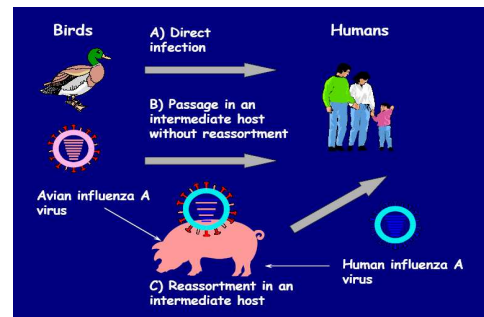 Birds
A) Direct
infection
Humans
B) Passage in an
intermediate host
without reassortment
Avian influenza A
virus
Human influenza A
virus
C) Reassortment in an
intermediate host